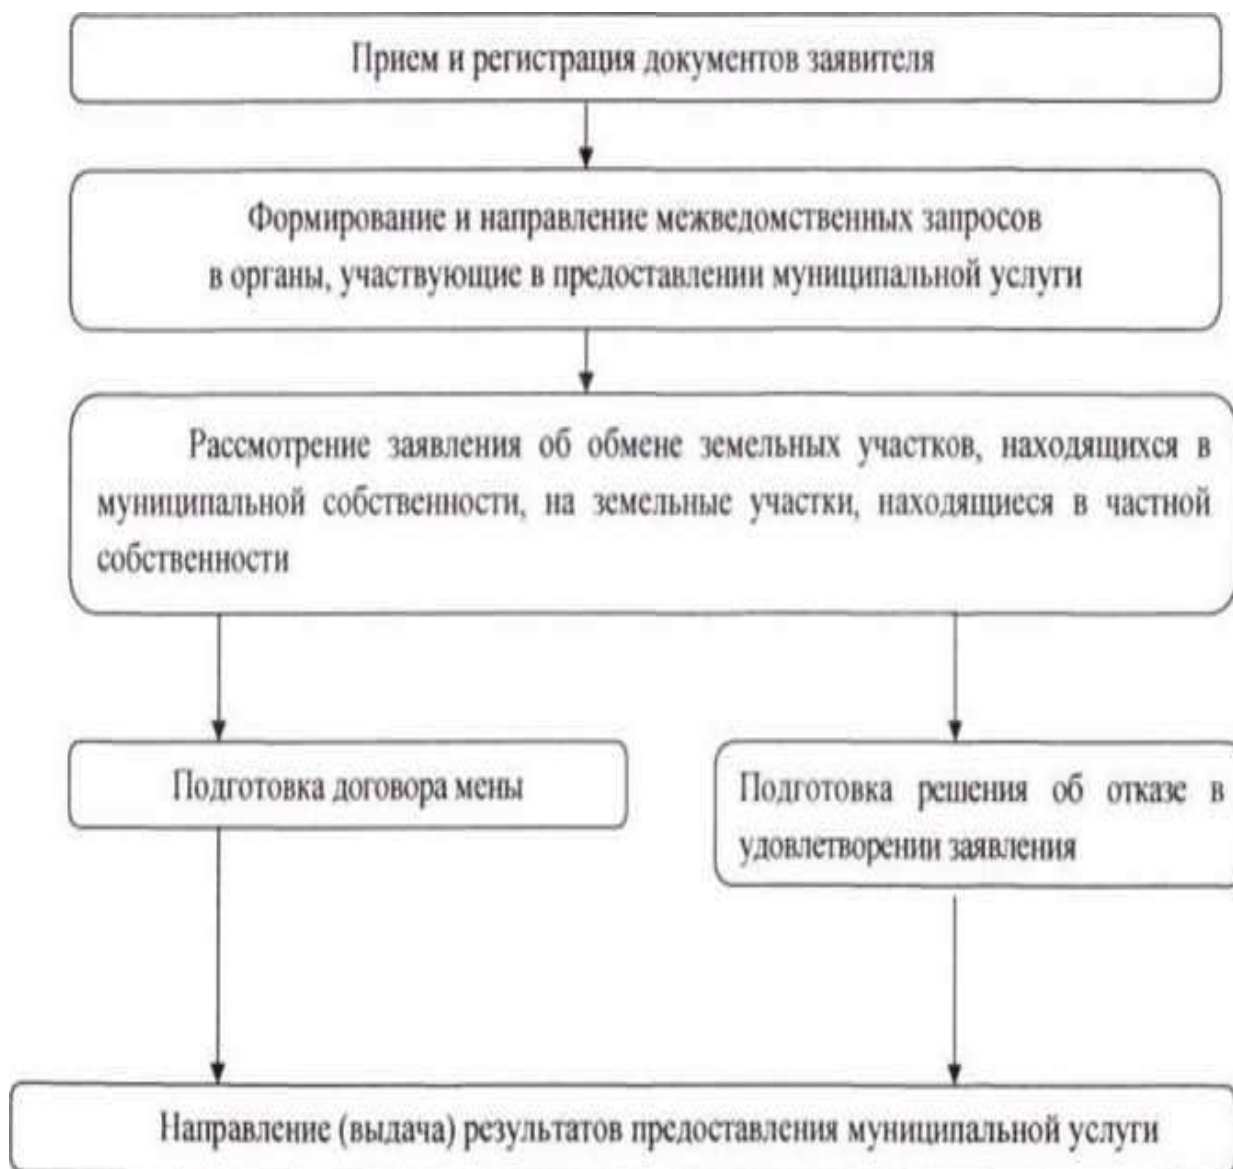 Прием и регистрация документов заявителя
Формирование и направление межведомственных запросов
в органы, участвующие в предоставлении муниципальной услуги
Рассмотрение заявления об обмене земельных участков, находящихся в
муниципальной собственности, на земельные участки, находящиеся в частной
собственности
Подготовка договора мены
Подготовка решения об отказе в
удовлетворении заявления
Направление (выдача) результатов предоставления муниципальной услуги